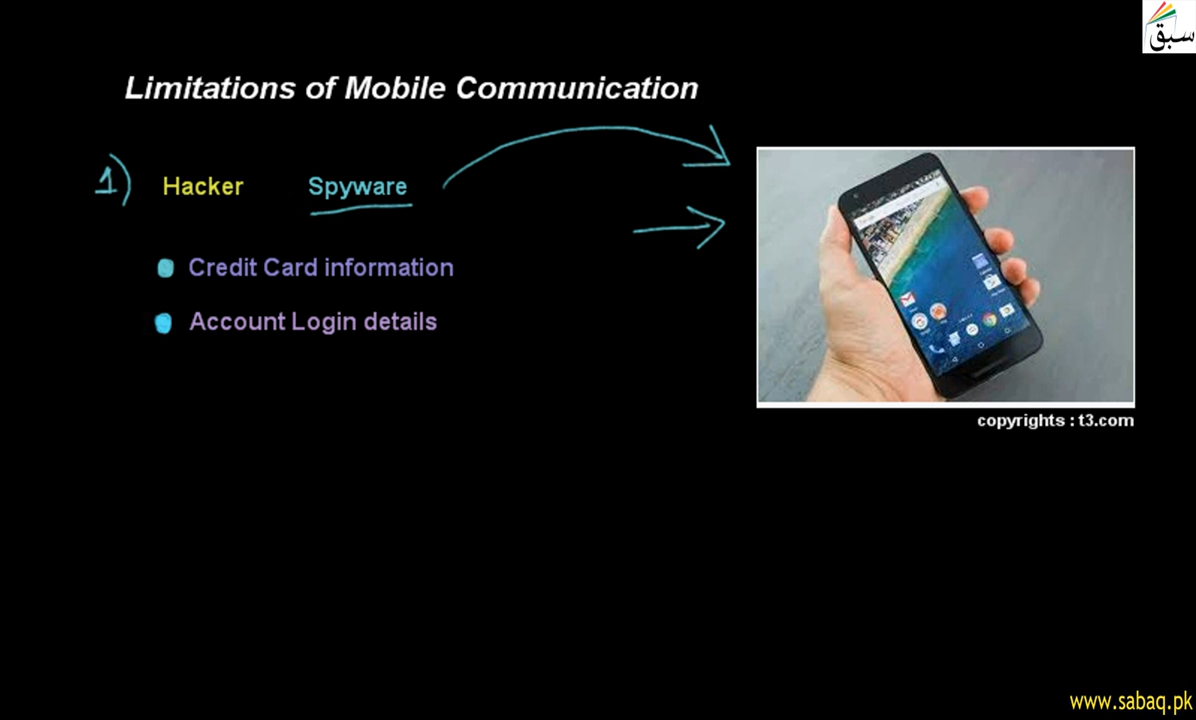 سبق
Limitations of Mobile Communication
1) Hacker Spyware
Credit Card information
Account Login details
copyrights : t3.com
www.sabaq.pk